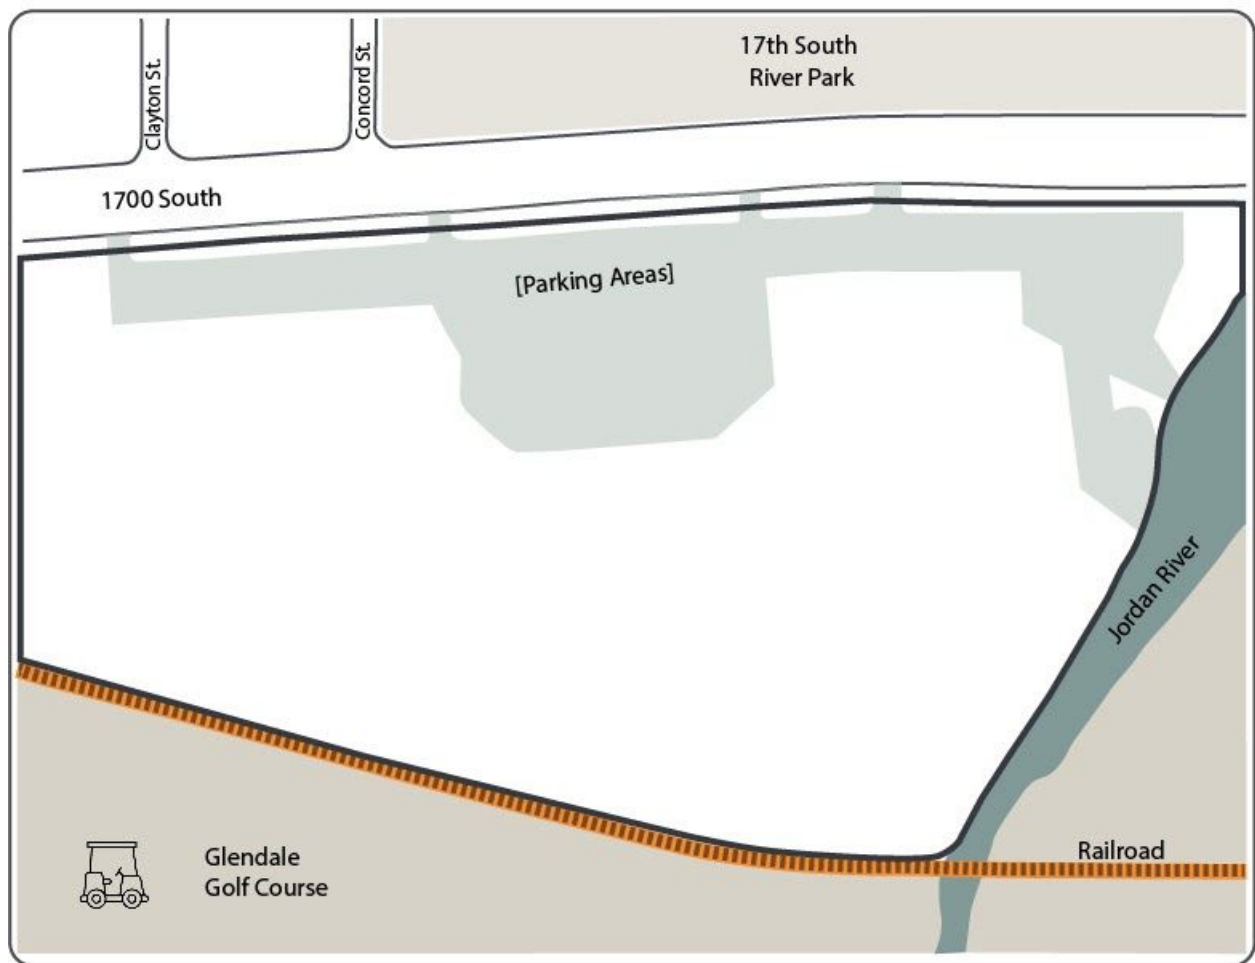 17th South
River Park
Clayton St.
Concord St.
1700 South
[Parking Areas]
Jordan River
Railroad
Glendale
Golf Course